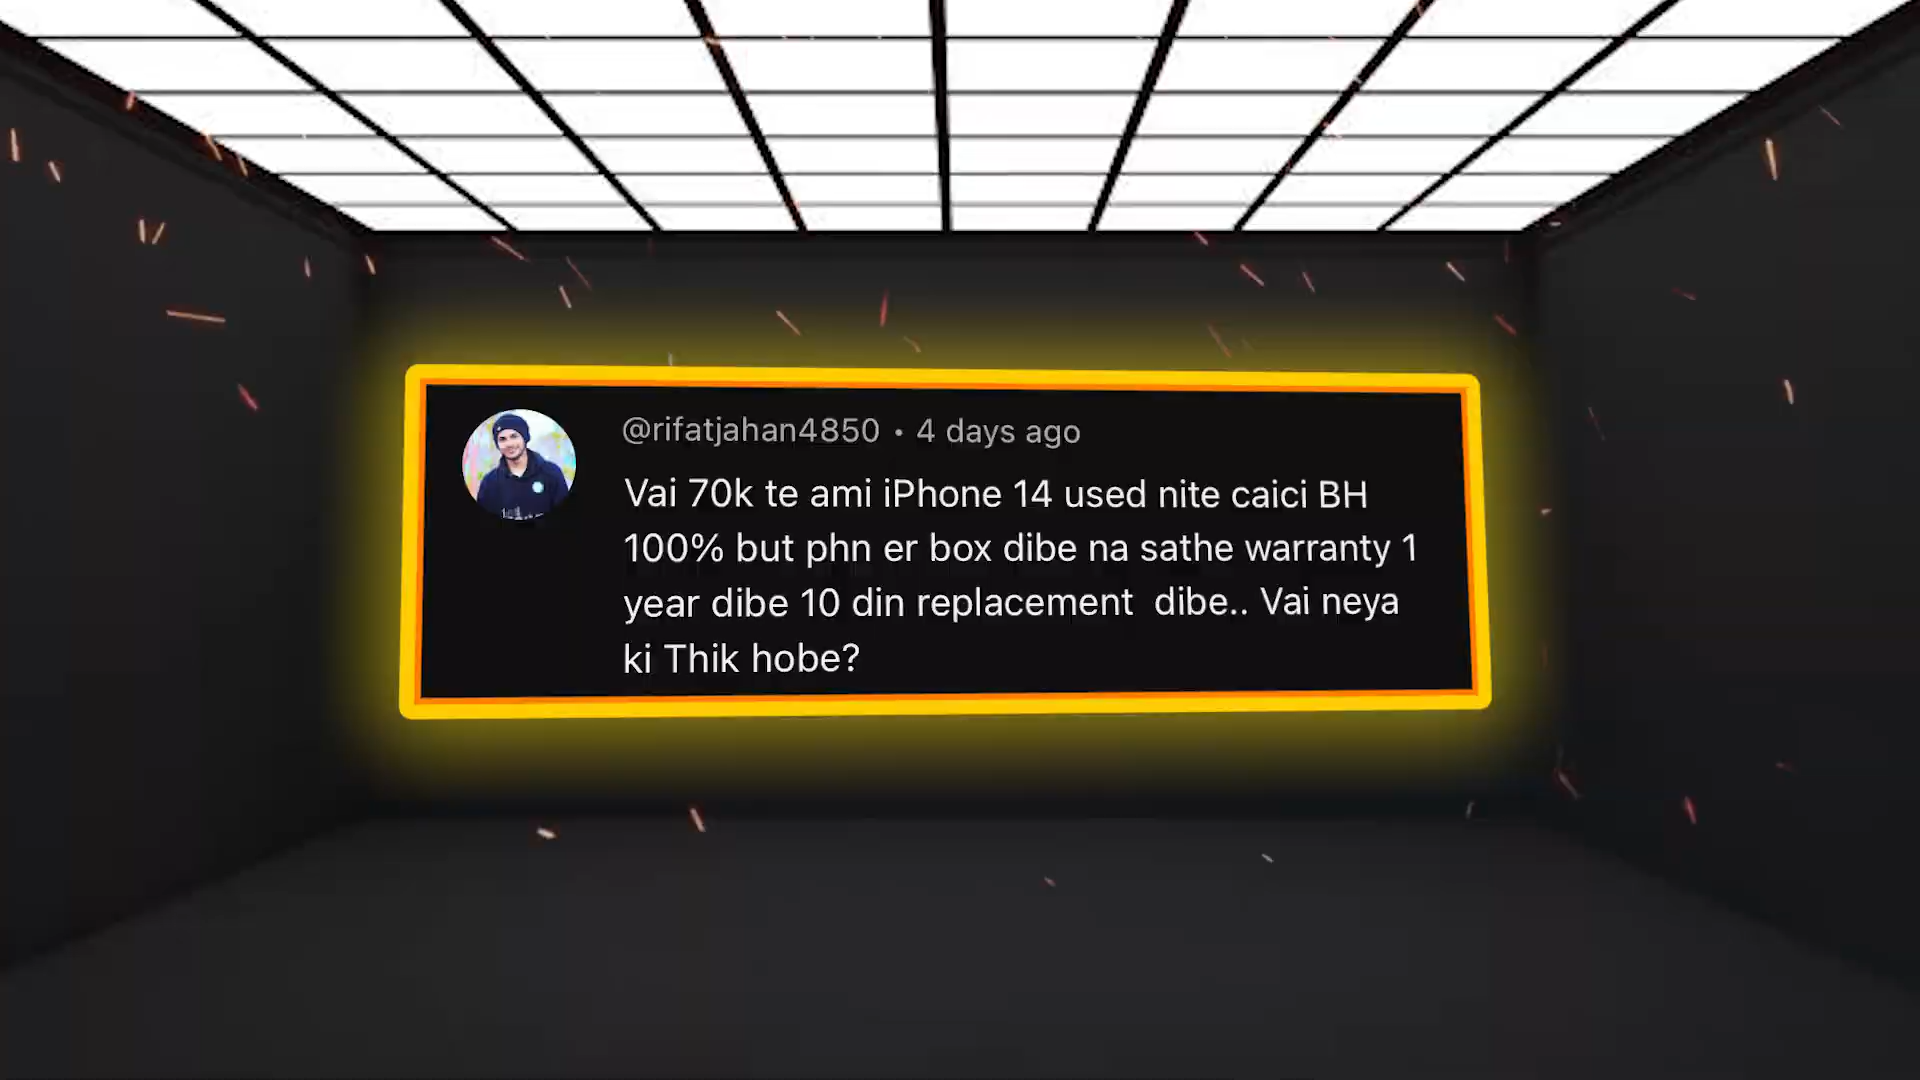 @rifatjahan4850 • 4 days ago
Vai 70k te ami iPhone 14 used nite caici BH
100% but phn er box dibe na sathe warranty 1
year dibe 10 din replacement dibe.. Vai neya
ki Thik hobe?